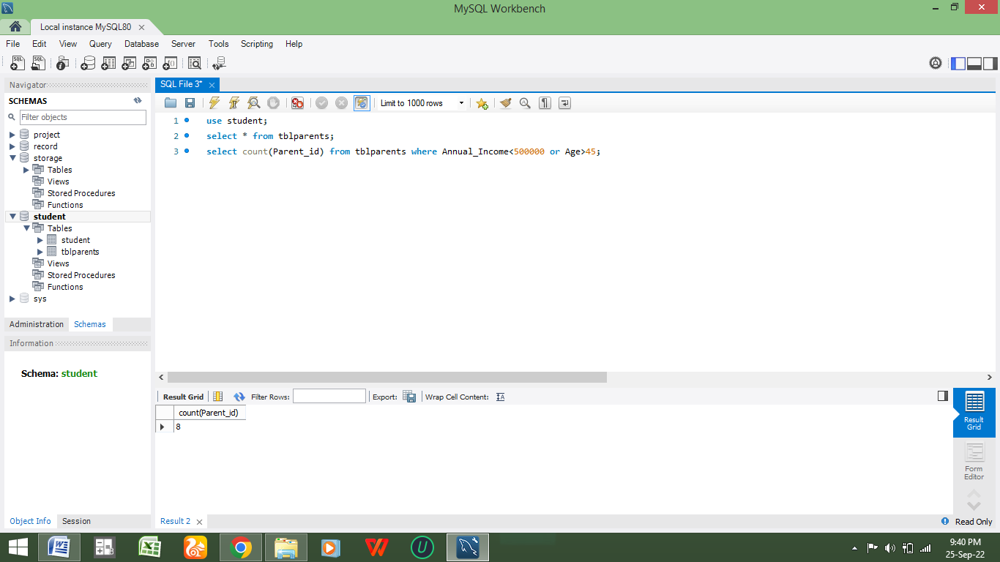 MySQL Workbench
Local instance MySQL80
File Edit View Query Database Server Tools Scripting Help
SQL SQL
Navigator
SCHEMAS
Filter objects
project
record
storage
Tables
Views
Stored Procedures
Functions
student
Tables
student
tblparents
Views
Stored Procedures
Functions
sys
Administration Schemas
Information
Schema: student
Object Info Session
SQL File 3*
Limit to 1000 rows
1 use student;
2 select * from tblparents;
3 select count(Parent_id) from tblparents where Annual_Income<500000 or Age>45;
Result Grid Filter Rows: Export: Wrap Cell Content:
count(Parent_id)
8
Result
Grid
Form
Editor
Result 2
Read Only
9:40 PM
25-Sep-22